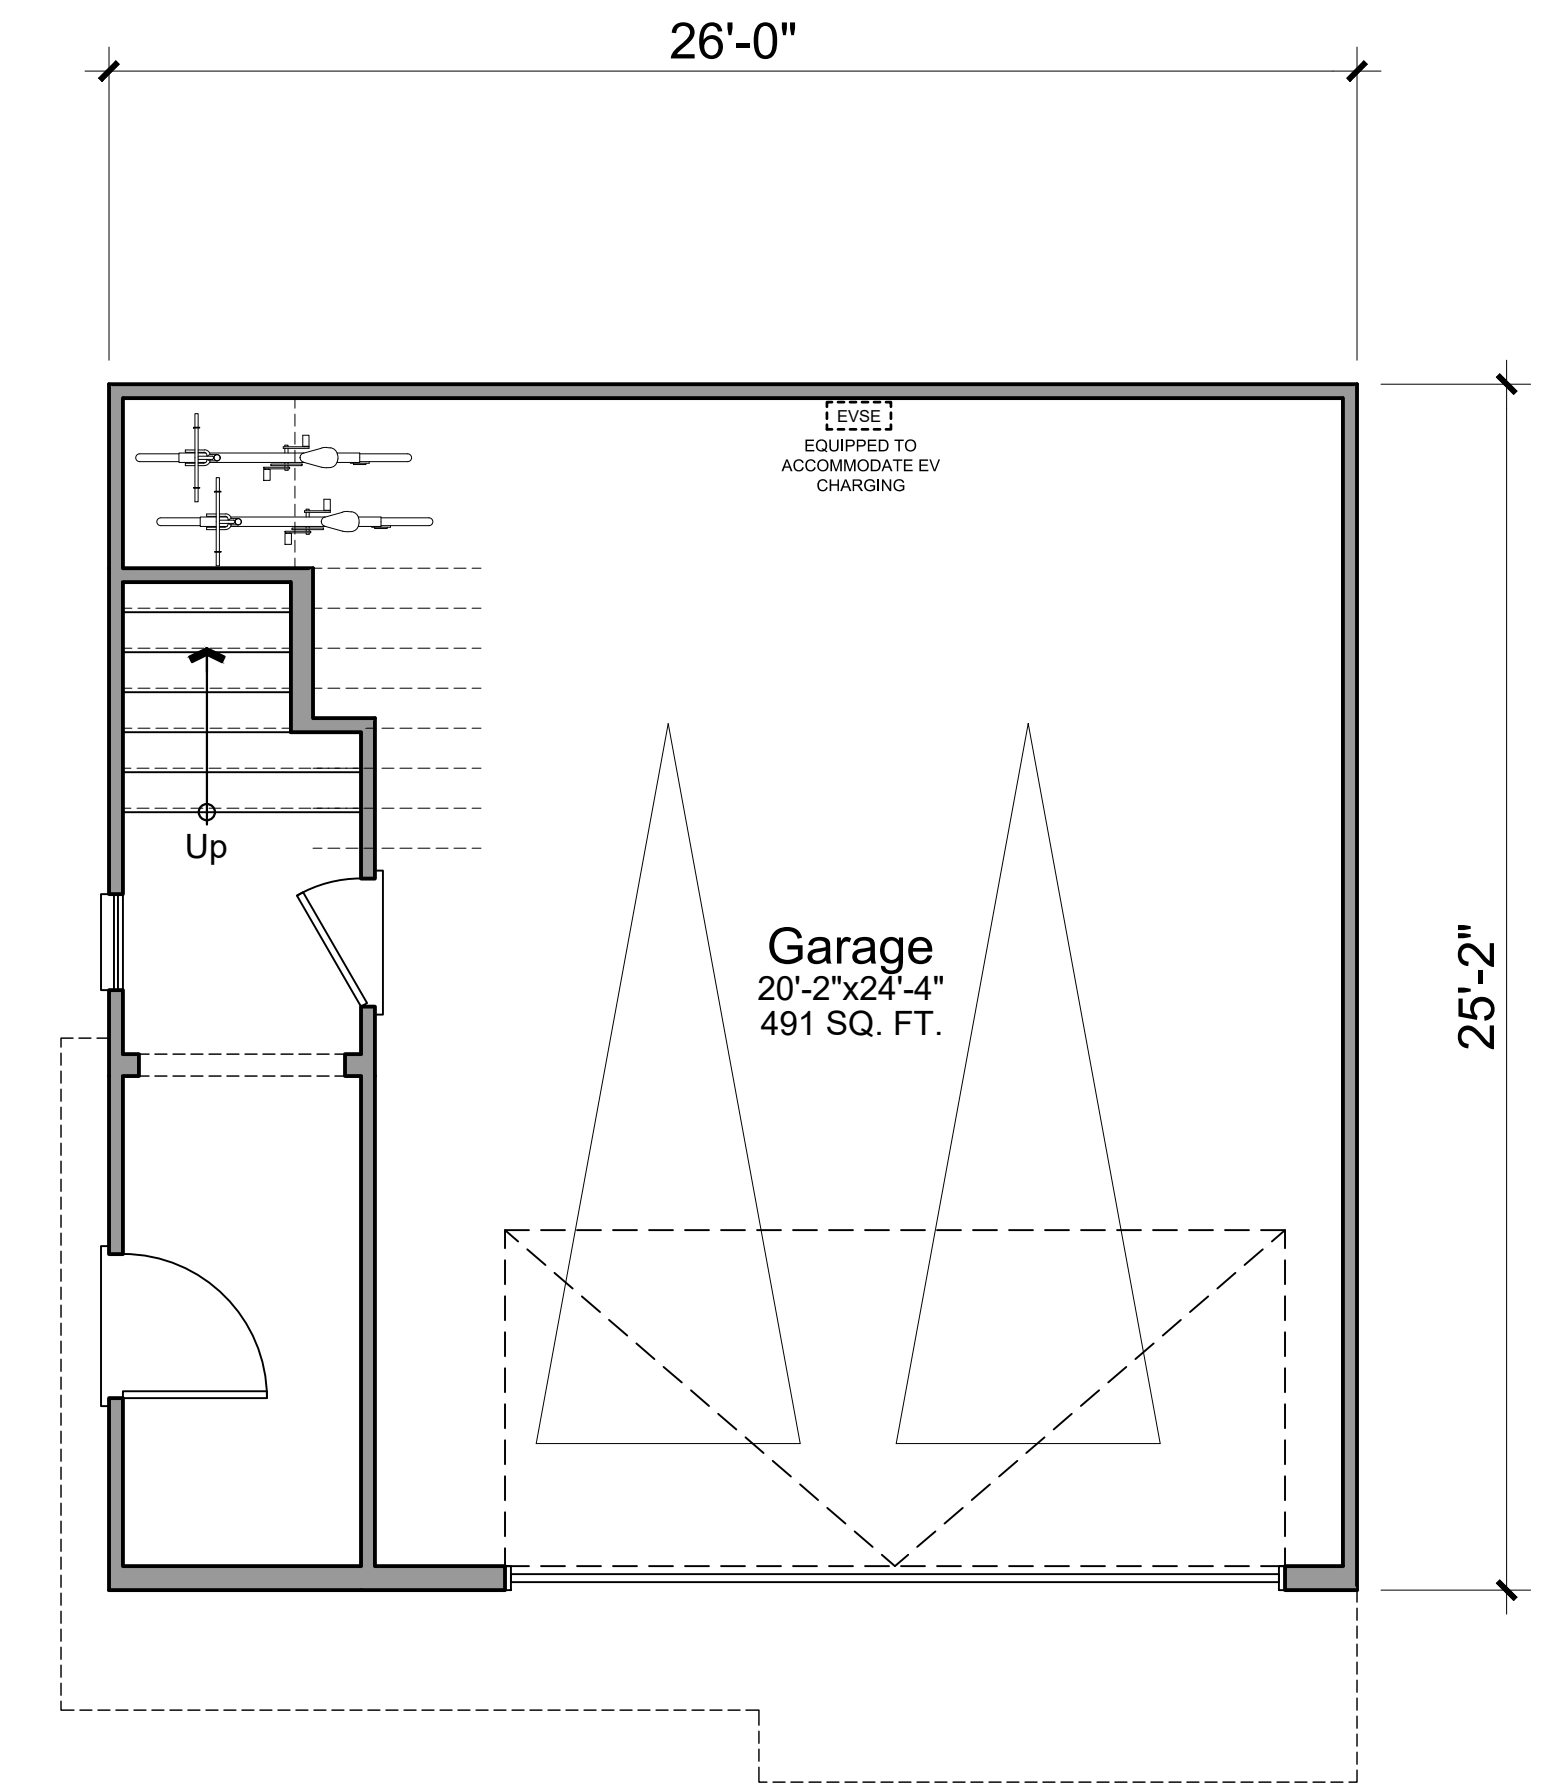 26'-0"
EVSE
EQUIPPED TO
ACCOMMODATE EV
CHARGING
Up
Garage
20'-2"x24'-4"
491 SQ. FT.
25'-2"